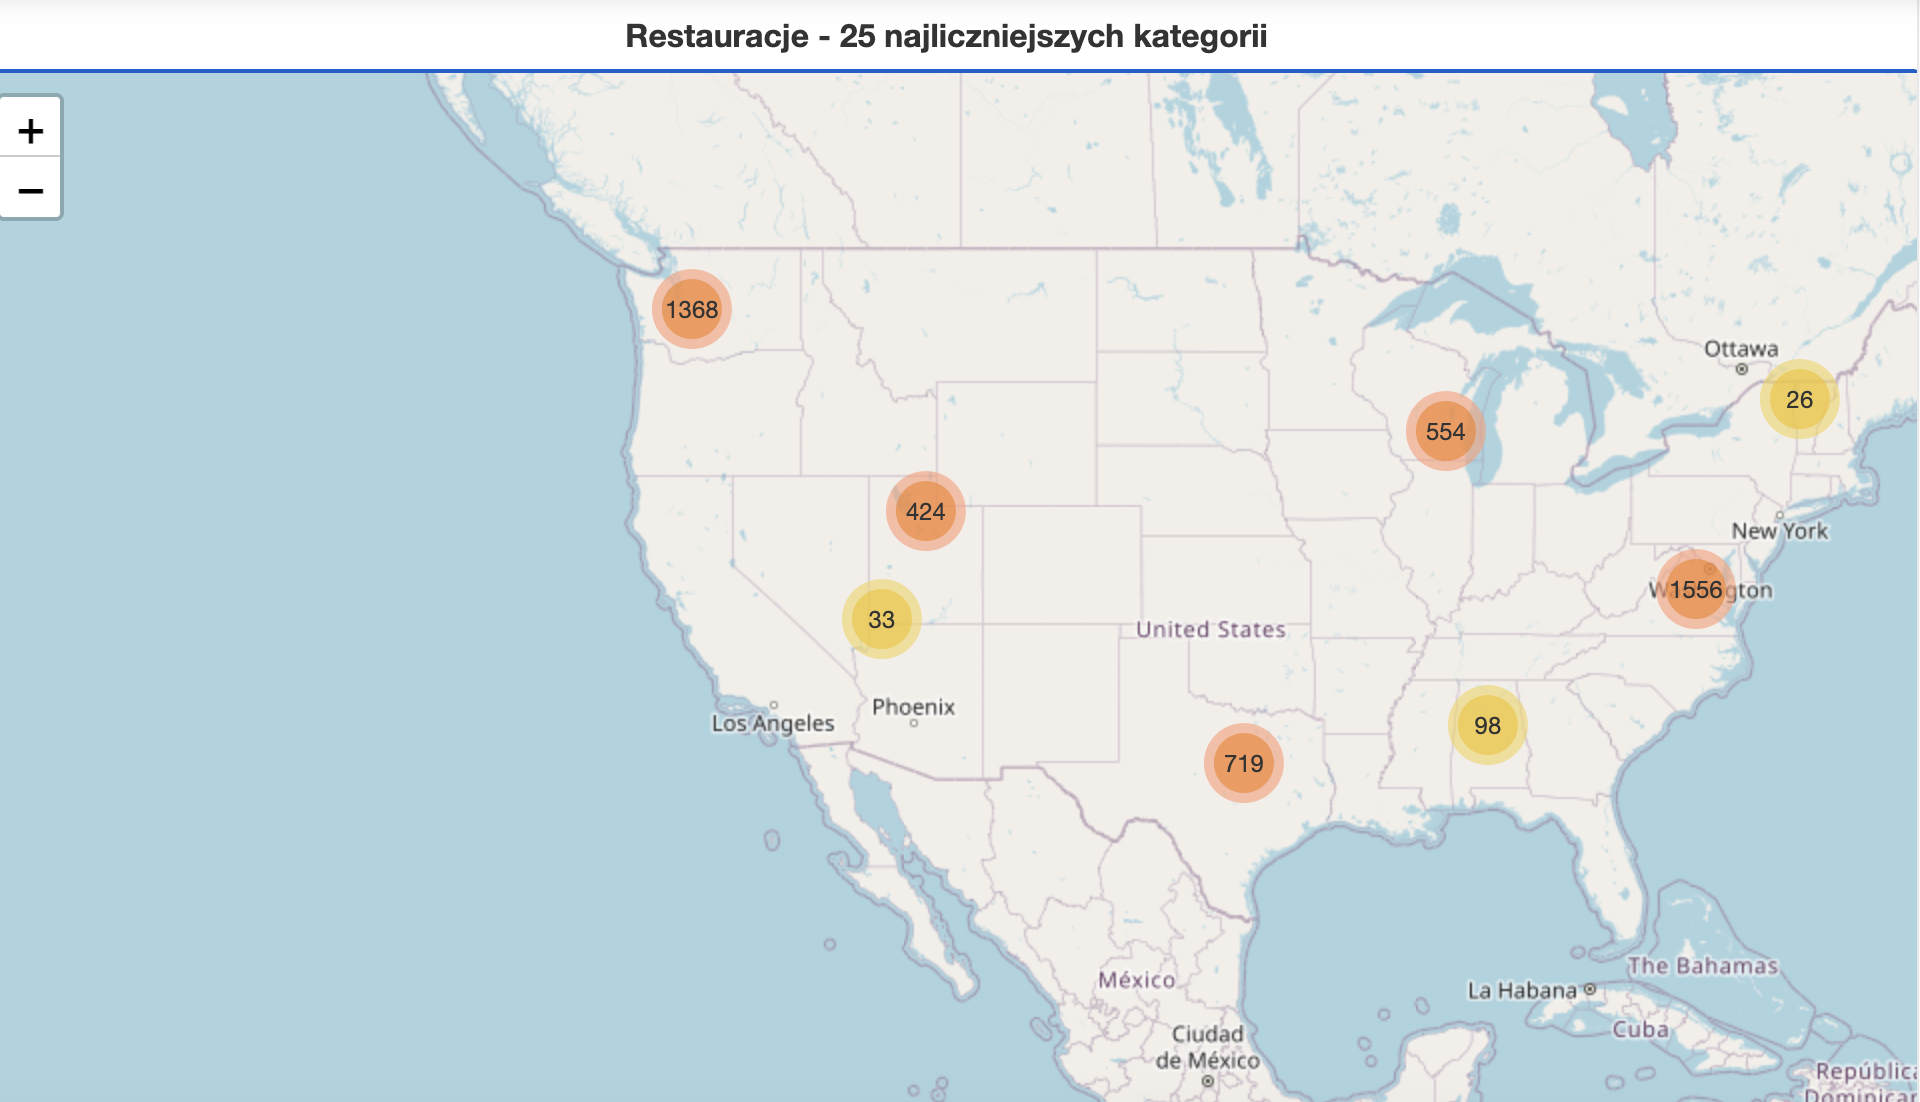 Restauracje - 25 najliczniejszych kategorii
+
−
1368
Ottawa
26
554
424
New York
1556
gton
33
United States
Phoenix
Los Angeles
98
719
The Bahamas
México
La Habana
Cuba
Ciudad
de México